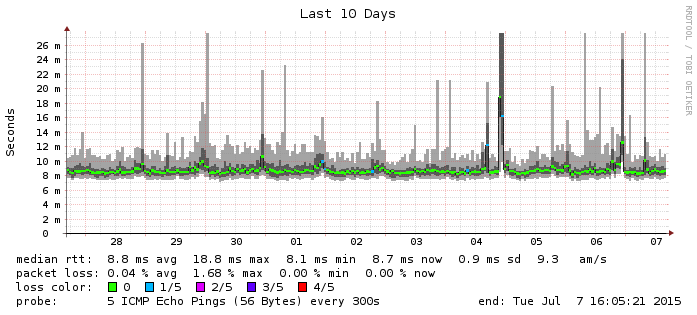 Last 10 Days
RRDTOOL / TOBI OETIKER
Seconds
26 m
24 m
22 m
20 m
18 m
16 m
14 m
12 m
10 m
8 m
6 m
4 m
2 m
0
28 29 30 01 02 03 04 05 06 07
median rtt: 8.8 ms avg 18.8 ms max 8.1 ms min 8.7 ms now 0.9 ms sd 9.3 am/s
packet loss: 0.04 % avg 1.68 % max 0.00 % min 0.00 % now
loss color: 0 1/5 2/5 3/5 4/5
probe: 5 ICMP Echo Pings (56 Bytes) every 300s end: Tue Jul 7 16:05:21 2015